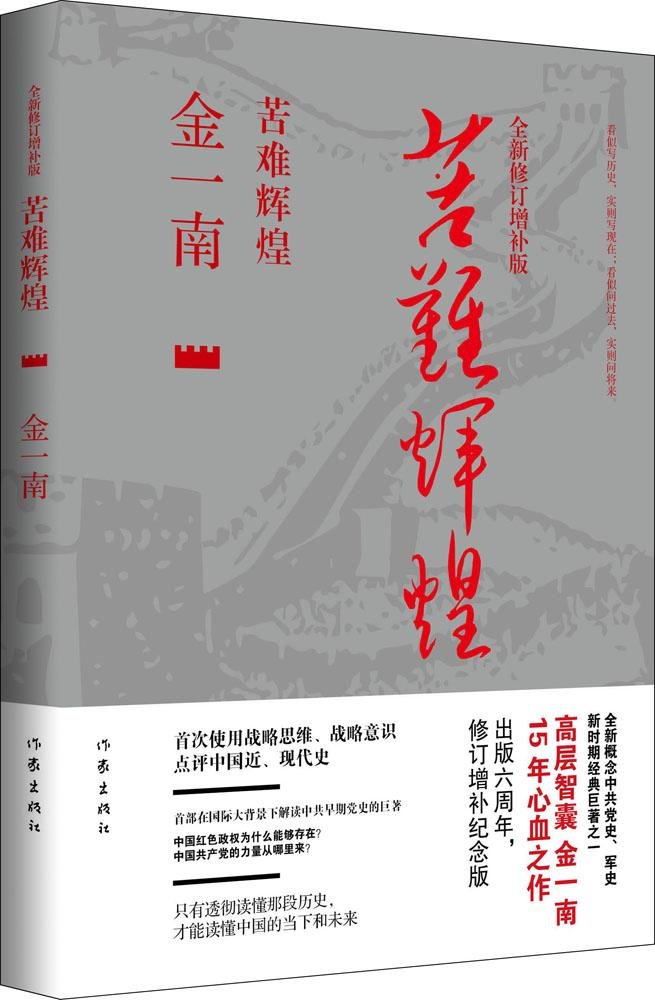 全新修订增补版
苦难辉煌
金一南
作家出版社
苦难辉煌
金一南
苦難輝煌
全新修订增补版
看似写历史，实则写现在；看似问过去，实则问将来。
作家出版社
首次使用战略思维、战略意识
点评中国近、现代史
首部在国际大背景下解读中共早期党史的巨著
中国红色政权为什么能够存在？
中国共产党的力量从哪里来？
只有透彻读懂那段历史，
才能读懂中国的当下和未来
全新概念中共党史、军史
新时期经典巨著之一
高层智囊 金一南
15年心血之作
出版六周年，
修订增补纪念版